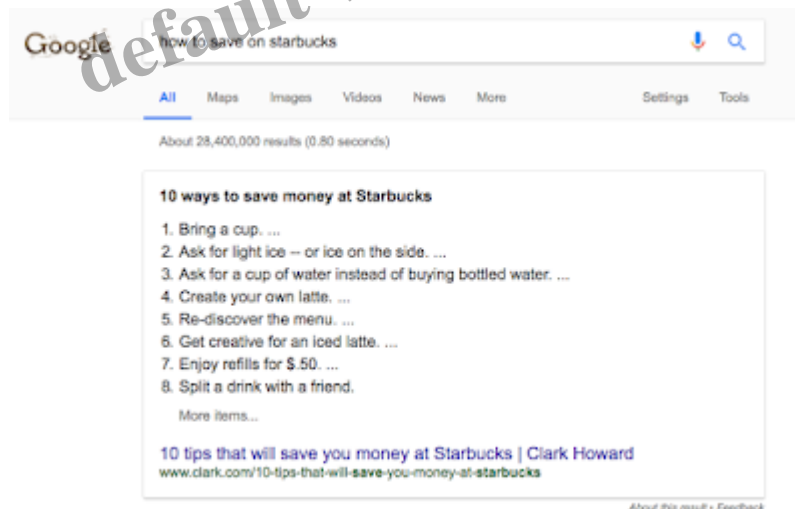 default
Google how to save on starbucks
All Maps Images Videos News More Settings Tools
About 28,400,000 results (0.80 seconds)
10 ways to save money at Starbucks
1. Bring a cup. ...
2. Ask for light ice -- or ice on the side. ...
3. Ask for a cup of water instead of buying bottled water. ...
4. Create your own latte. ...
5. Re-discover the menu. ...
6. Get creative for an iced latte. ...
7. Enjoy refills for $.50. ...
8. Split a drink with a friend.
More items...
10 tips that will save you money at Starbucks | Clark Howard
www.clark.com/10-tips-that-will-save-you-money-at-starbucks
About this result • Feedback